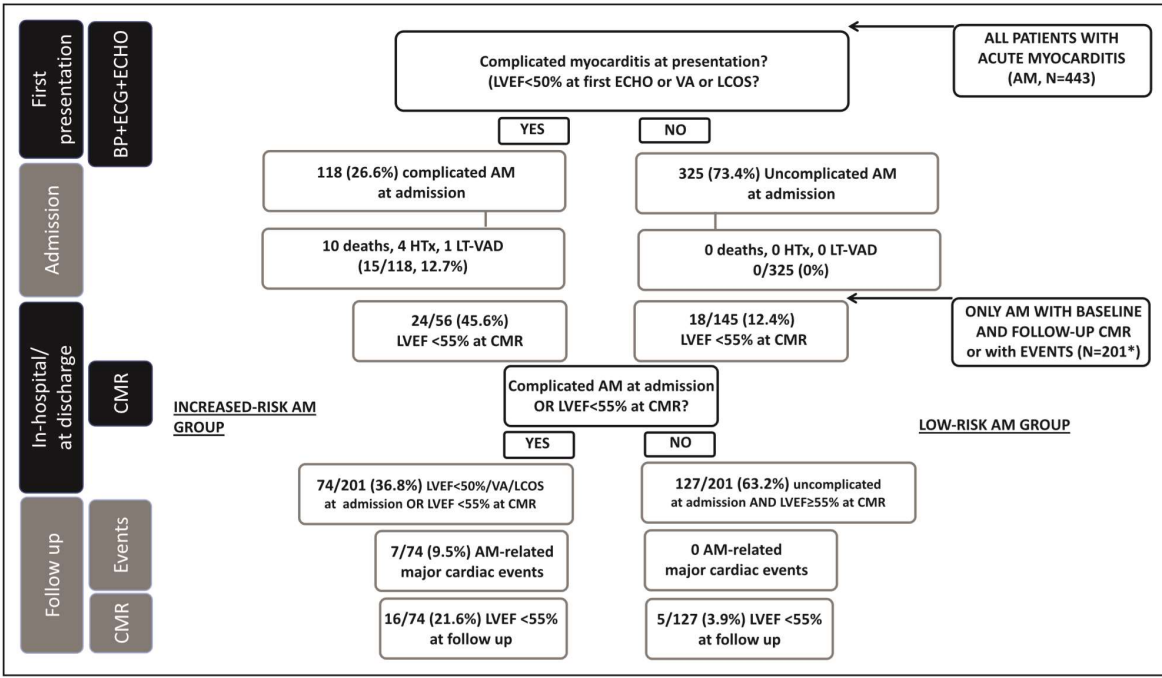 First
presentation
BP+ECG+ECHO
Complicated myocarditis at presentation?
(LVEF<50% at first ECHO or VA or LCOS?
ALL PATIENTS WITH
ACUTE MYOCARDITIS
(AM, N=443)
YES
NO
Admission
118 (26.6%) complicated AM
at admission
325 (73.4%) Uncomplicated AM
at admission
10 deaths, 4 HTx, 1 LT-VAD
(15/118, 12.7%)
0 deaths, 0 HTx, 0 LT-VAD
0/325 (0%)
In-hospital/
at discharge
CMR
24/56 (45.6%)
LVEF <55% at CMR
18/145 (12.4%)
LVEF <55% at CMR
ONLY AM WITH BASELINE
AND FOLLOW-UP CMR
or with EVENTS (N=201*)
Complicated AM at admission
OR LVEF<55% at CMR?
INCREASED-RISK AM
GROUP
LOW-RISK AM GROUP
YES
NO
74/201 (36.8%) LVEF<50%/VA/LCOS
at admission OR LVEF <55% at CMR
127/201 (63.2%) uncomplicated
at admission AND LVEF≥55% at CMR
Follow up
Events
7/74 (9.5%) AM-related
major cardiac events
0 AM-related
major cardiac events
CMR
16/74 (21.6%) LVEF <55%
at follow up
5/127 (3.9%) LVEF <55%
at follow up